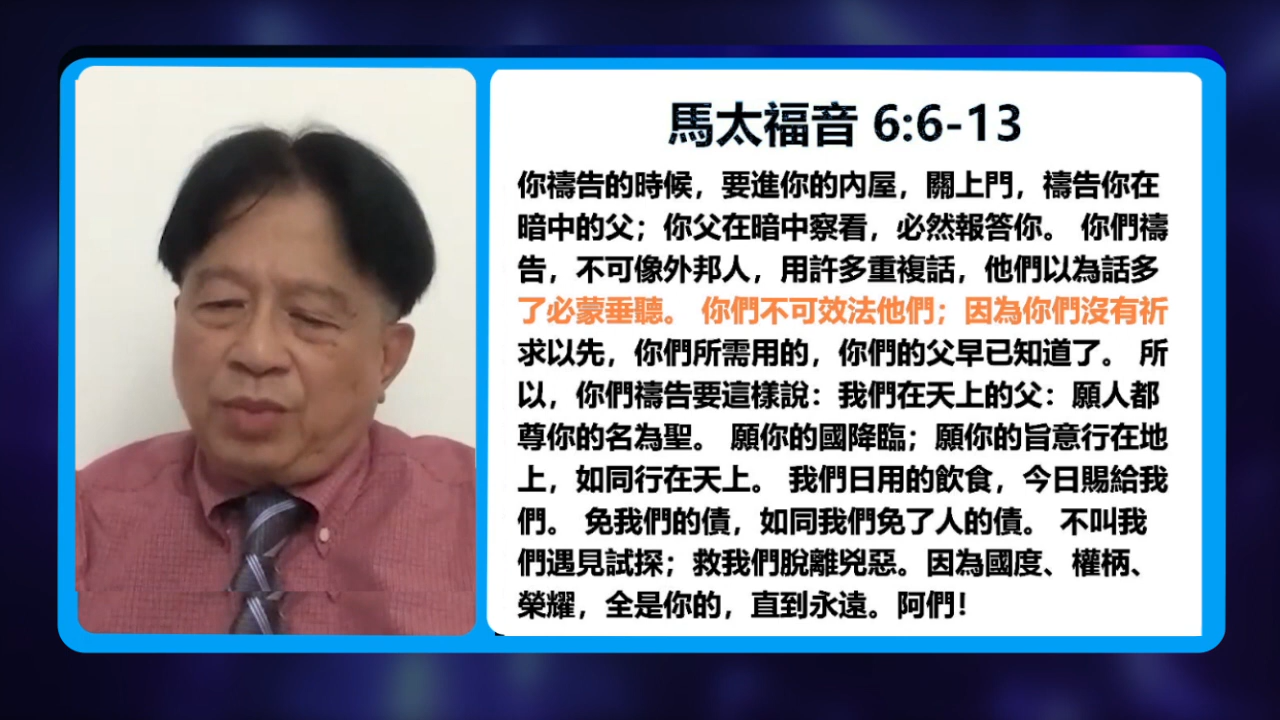 馬太福音 6:6-13
你禱告的時候，要進你的內屋，關上門，禱告你在
暗中的父；你父在暗中察看，必然報答你。 你們禱
告，不可像外邦人，用許多重複話，他們以為話多
了必蒙垂聽。 你們不可效法他們；因為你們沒有祈
求以先，你們所需用的，你們的父早已知道了。 所
以，你們禱告要這樣說：我們在天上的父：願人都
尊你的名為聖。 願你的國降臨；願你的旨意行在地
上，如同行在天上。 我們日用的飲食，今日賜給我
們。 免我們的債，如同我們免了人的債。 不叫我
們遇見試探；救我們脫離兇惡。因為國度、權柄、
榮耀，全是你的，直到永遠。阿們！